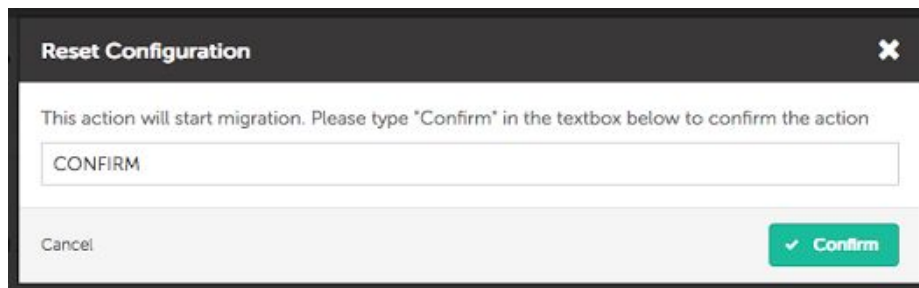 Reset Configuration
This action will start migration. Please type "Confirm" in the textbox below to confirm the action
CONFIRM
Cancel
Confirm